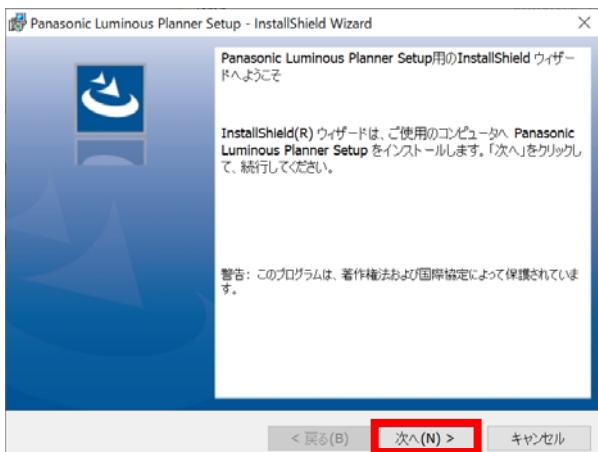 Panasonic Luminous Planner Setup - InstallShield Wizard
Panasonic Luminous Planner Setup用のInstallShield ウィザー
ドへようこそ
InstallShield(R) ウィザードは、ご使用のコンピュータへ Panasonic
Luminous Planner Setup をインストールします。「次へ」をクリックし
て、続行してください。
警告: このプログラムは、著作権法および国際協定によって保護されていま
す。
< 戻る(B)
次へ(N) >
キャンセル